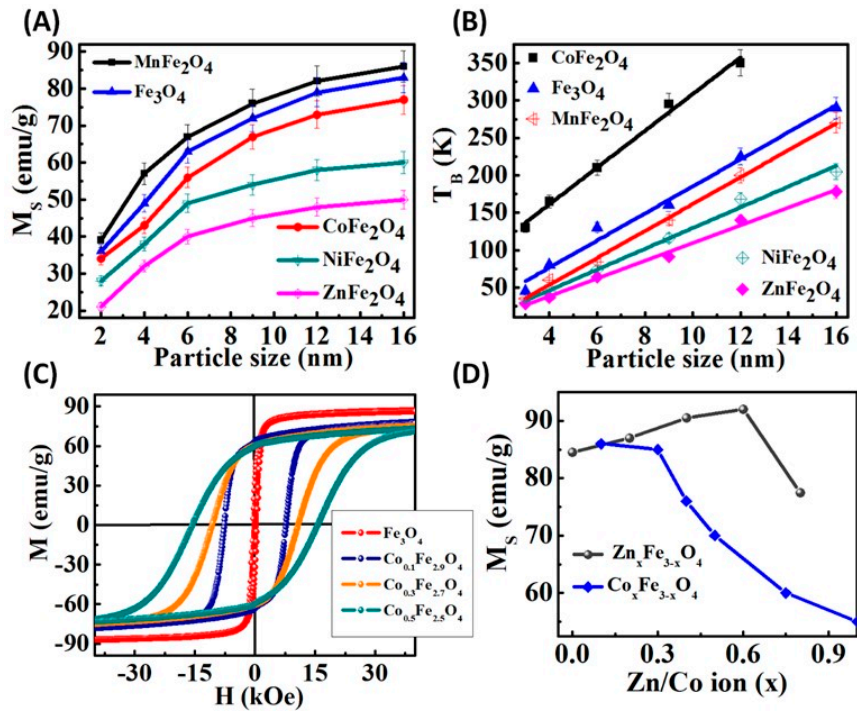 (A)
90
80
70
60
50
40
30
20
Mₛ (emu/g)
MnFe₂O₄
Fe₃O₄
CoFe₂O₄
NiFe₂O₄
ZnFe₂O₄
2 4 6 8 10 12 14 16
Particle size (nm)
(B)
350
300
250
200
150
100
50
T_B (K)
CoFe₂O₄
Fe₃O₄
MnFe₂O₄
NiFe₂O₄
ZnFe₂O₄
4 6 8 10 12 14 16
Particle size (nm)
(C)
90
60
30
0
-30
-60
-90
M (emu/g)
Fe₃O₄
Co₀.₁Fe₂.₉O₄
Co₀.₃Fe₂.₇O₄
Co₀.₅Fe₂.₅O₄
-30 -15 0 15 30
H (kOe)
(D)
90
80
70
60
Mₛ (emu/g)
ZnₓFe₃₋ₓO₄
CoₓFe₃₋ₓO₄
0.0 0.3 0.6 0.9
Zn/Co ion (x)